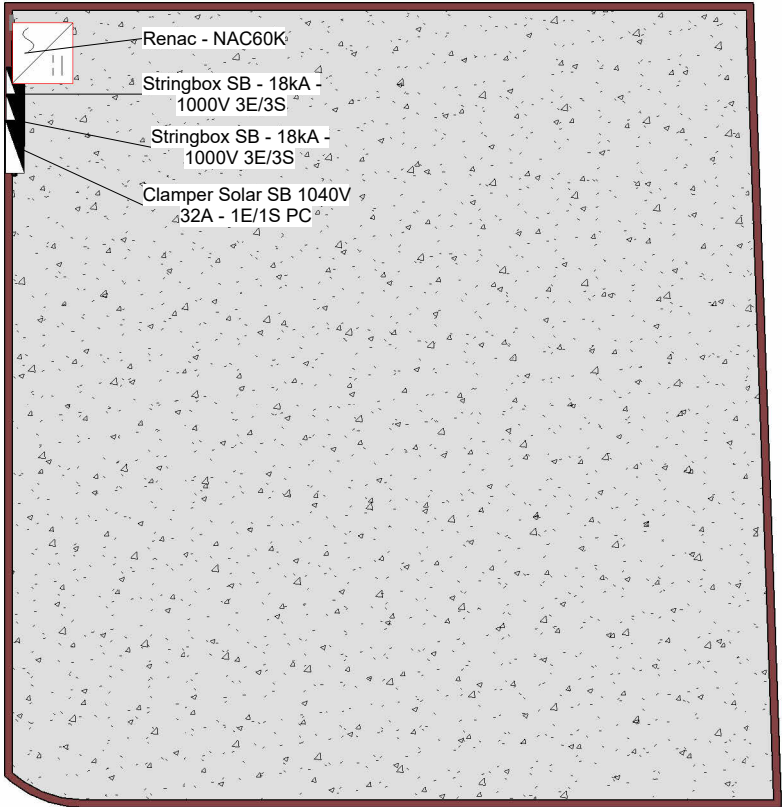 Renac - NAC60K
Stringbox SB - 18kA -
1000V 3E/3S
Stringbox SB - 18kA -
1000V 3E/3S
Clamper Solar SB 1040V
32A - 1E/1S PC